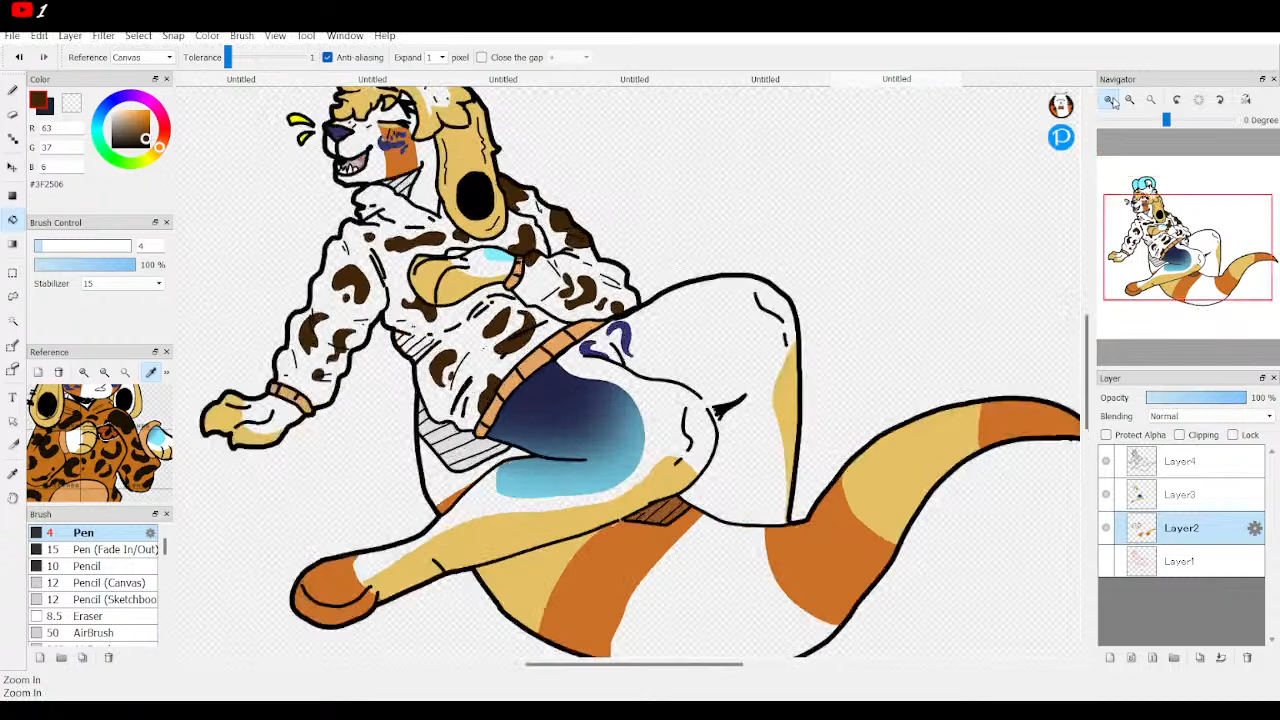 1
File Edit Layer Filter Select Snap Color Brush View Tool Window Help
Reference Canvas Tolerance 1 Anti-aliasing Expand 1 pixel Close the gap +
Color Untitled Untitled Untitled Untitled Untitled Untitled Navigator
R 63
G 37
B 6
#3F2506
0 Degree
Brush Control
4
100 %
Stabilizer 15
Reference
Brush
4 Pen
15 Pen (Fade In/Out)
10 Pencil
12 Pencil (Canvas)
12 Pencil (Sketchboo
8.5 Eraser
50 AirBrush
Layer
Opacity 100 %
Blending Normal
Protect Alpha Clipping Lock
Layer4
Layer3
Layer2
Layer1
Zoom In
Zoom In